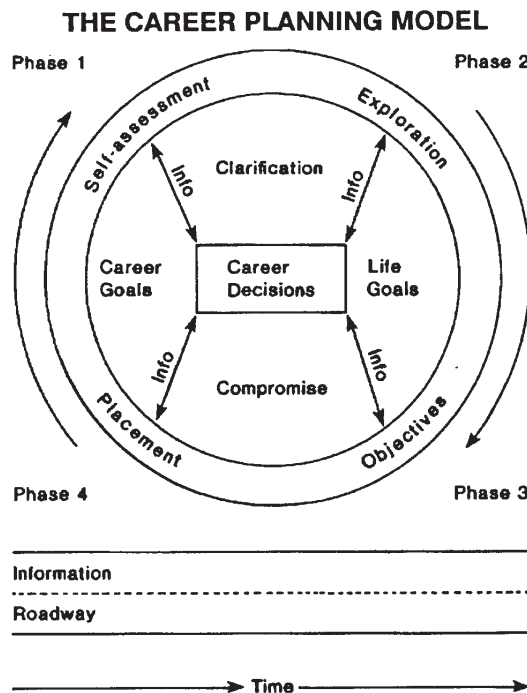 THE CAREER PLANNING MODEL
Phase 1
Phase 2
Self-assessment
Exploration
Info
Clarification
Info
Career
Goals
Career
Decisions
Life
Goals
Info
Compromise
Info
Placement
Objectives
Phase 4
Phase 3
Information
Roadway
Time